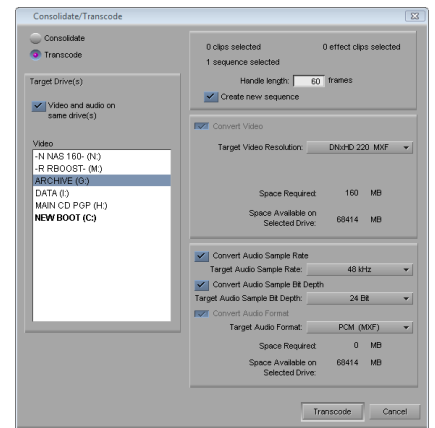 Consolidate/Transcode
Consolidate
Transcode
Target Drive(s)
Video and audio on
same drive(s)
Video
-N NAS 160- (N:)
-R RBOOST- (M:)
ARCHIVE (G:)
DATA (I:)
MAIN CD PGP (H:)
NEW BOOT (C:)
0 clips selected 0 effect clips selected
1 sequence selected
Handle length: 60 frames
Create new sequence
Convert Video
Target Video Resolution: DNxHD 220 MXF
Space Required: 160 MB
Space Available on
Selected Drive: 68414 MB
Convert Audio Sample Rate
Target Audio Sample Rate: 48 kHz
Convert Audio Sample Bit Depth
Target Audio Sample Bit Depth: 24 Bit
Convert Audio Format
Target Audio Format: PCM (MXF)
Space Required: 0 MB
Space Available on 68414 MB
Selected Drive:
Transcode Cancel